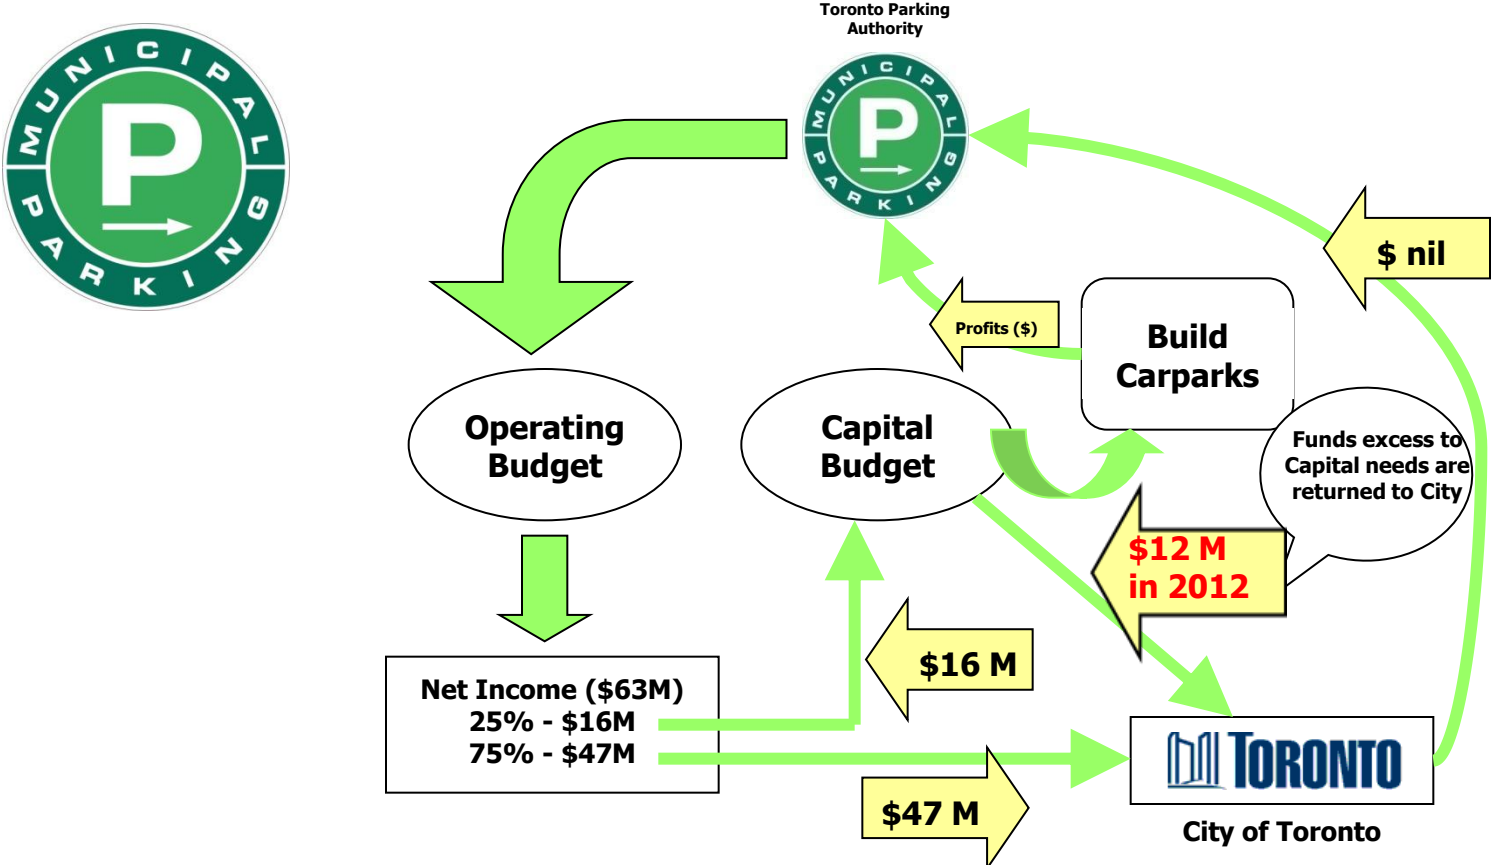 MUNICIPAL
P
PARKING
Toronto Parking
Authority
MUNICIPAL
P
PARKING
$ nil
Profits ($)
Build
Carparks
Operating
Budget
Capital
Budget
Funds excess to
Capital needs are
returned to City
$12 M
in 2012
$16 M
Net Income ($63M)
25% - $16M
75% - $47M
$47 M
TORONTO
City of Toronto